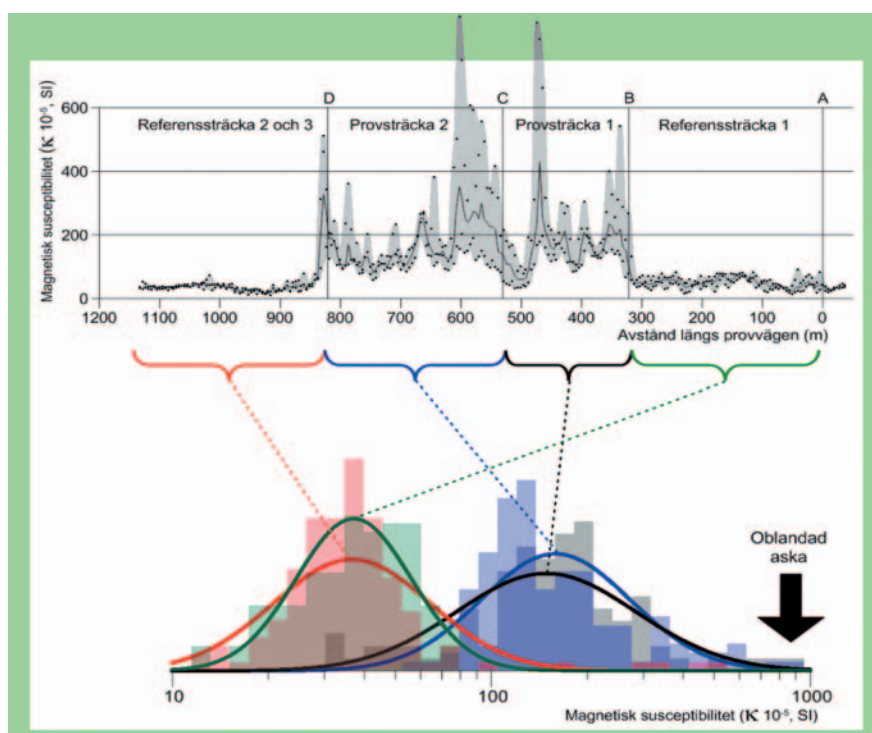 Magnetisk susceptibilitet (K 10⁻⁵, SI)
600
400
200
0
D
C
B
A
Referenssträcka 2 och 3
Provsträcka 2
Provsträcka 1
Referenssträcka 1
1200 1100 1000 900 800 700 600 500 400 300 200 100 0
Avstånd längs provvägen (m)
Oblandad
aska
10 100 1000
Magnetisk susceptibilitet (K 10⁻⁵, SI)